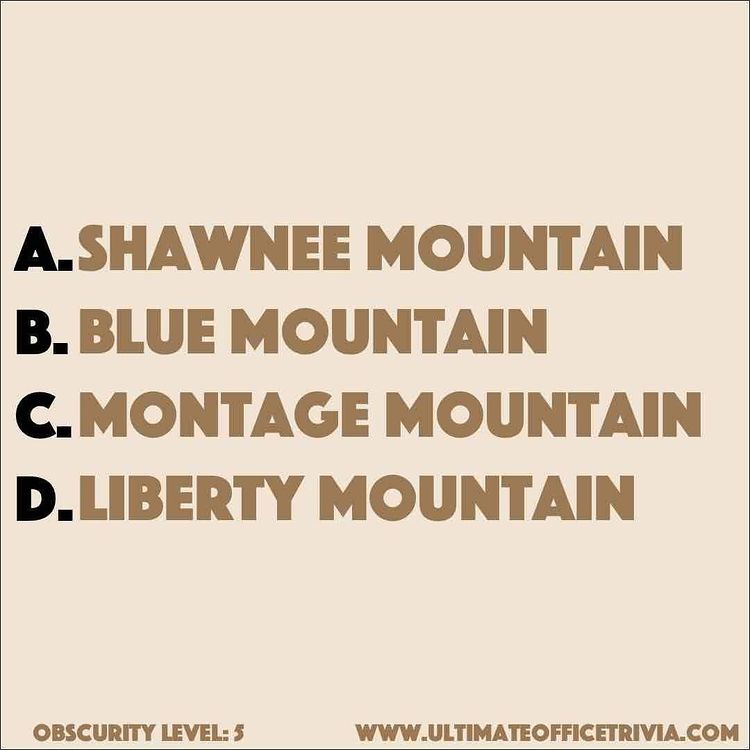 A. SHAWNEE MOUNTAIN
B. BLUE MOUNTAIN
C. MONTAGE MOUNTAIN
D. LIBERTY MOUNTAIN
OBSCURITY LEVEL: 5 WWW.ULTIMATEOFFICETRIVIA.COM